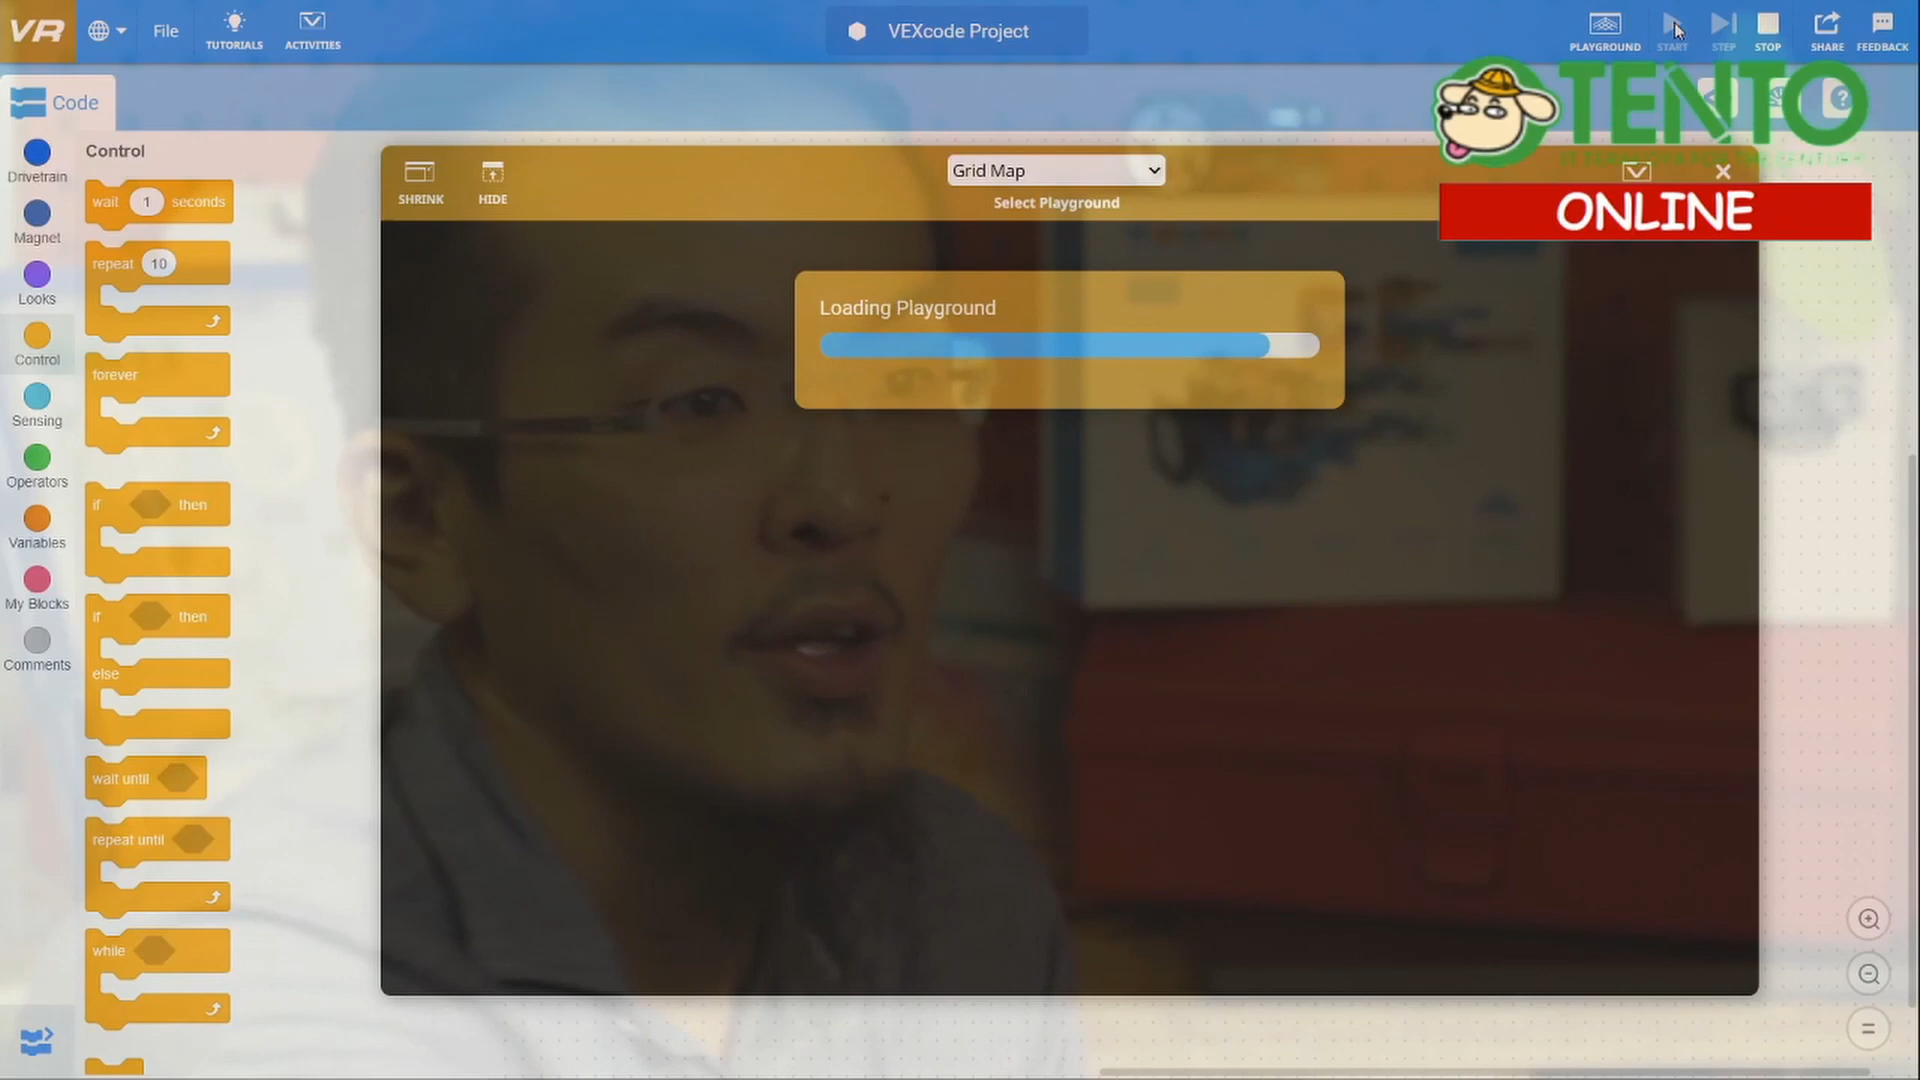 VR
File
TUTORIALS
ACTIVITIES
VEXcode Project
PLAYGROUND
START
STEP
STOP
SHARE
FEEDBACK
Code
TENTO
ONLINE
Control
Drivetrain
Magnet
Looks
Control
Sensing
Operators
Variables
My Blocks
Comments
wait 1 seconds
repeat 10
forever
if then
if then
else
wait until
repeat until
while
SHRINK
HIDE
Grid Map
Select Playground
Loading Playground